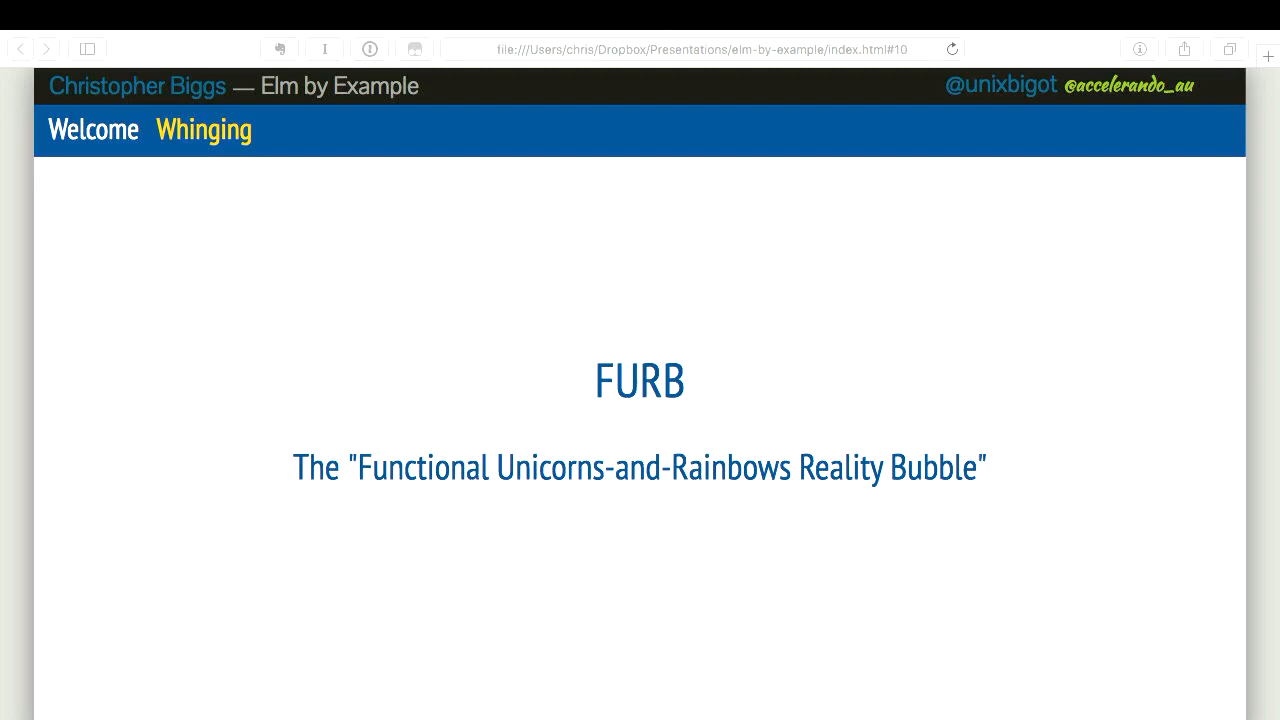 file:///Users/chris/Dropbox/Presentations/elm-by-example/index.html#10
Christopher Biggs — Elm by Example @unixbigot @accelerando_au
Welcome Whinging
FURB
The "Functional Unicorns-and-Rainbows Reality Bubble"